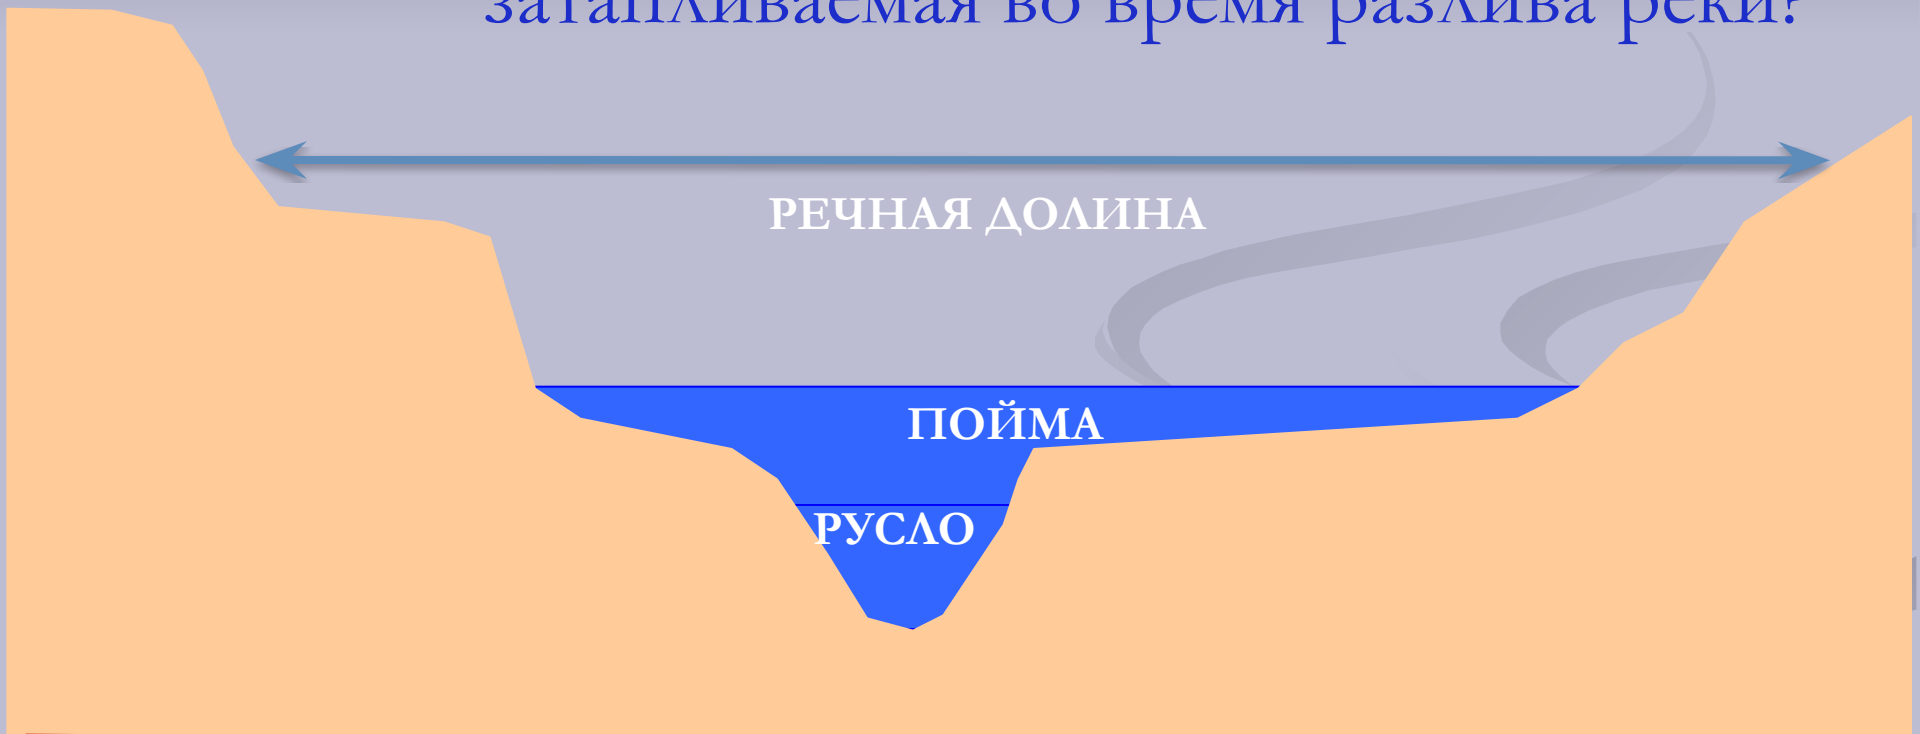 затапливаемая во время разлива реки?
РЕЧНАЯ ДОЛИНА
ПОЙМА
РУСЛО